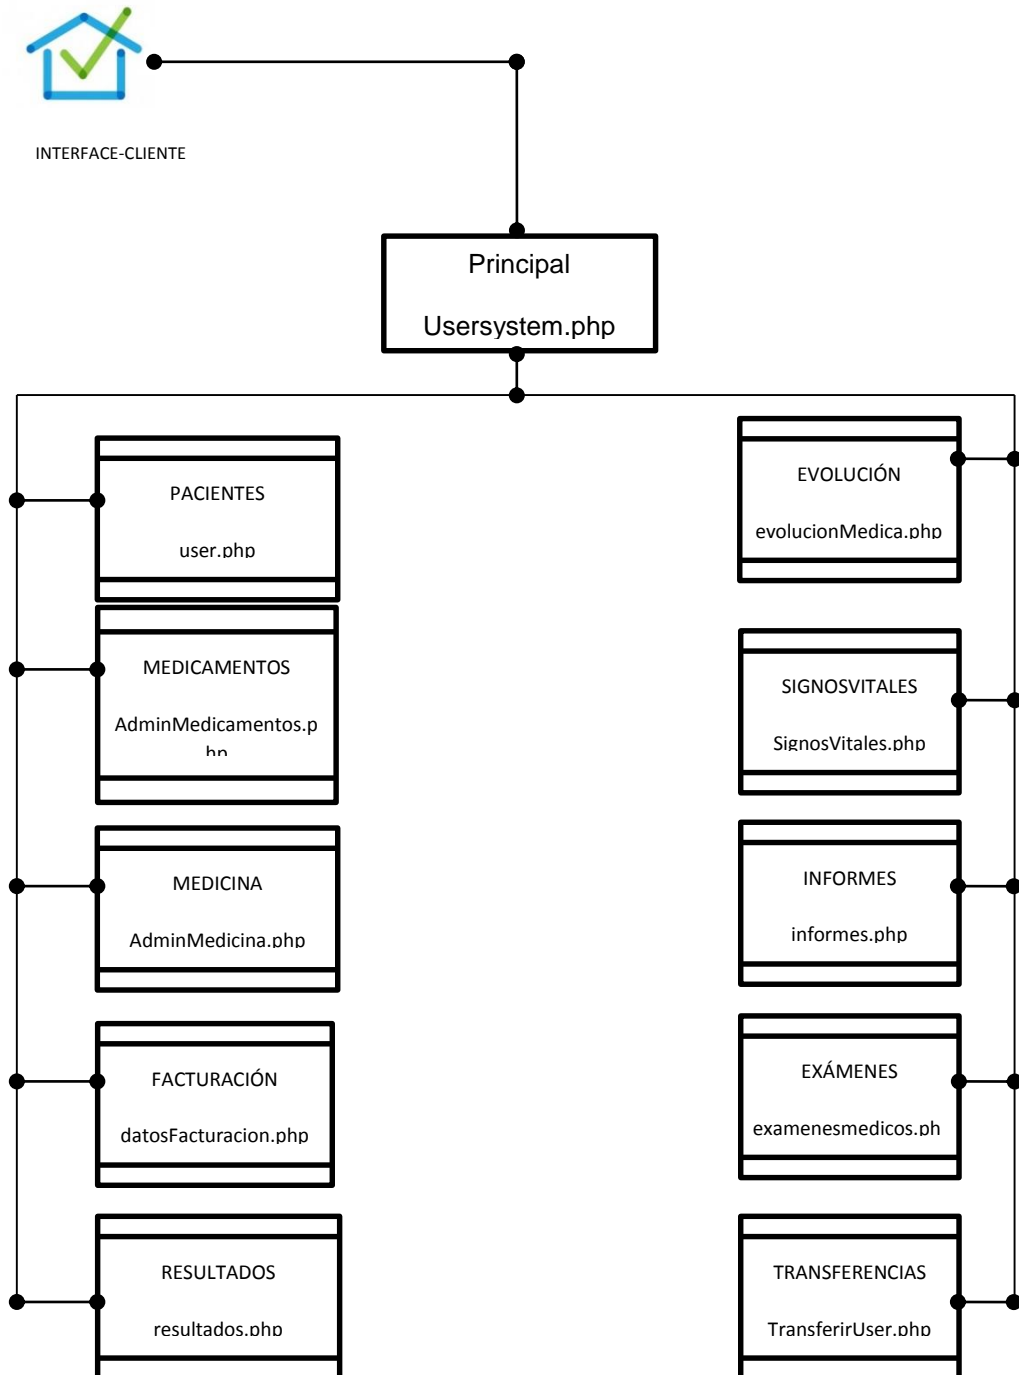 INTERFACE-CLIENTE
Principal
Usersystem.php
PACIENTES
user.php
MEDICAMENTOS
AdminMedicamentos.p
hp
MEDICINA
AdminMedicina.php
FACTURACIÓN
datosFacturacion.php
RESULTADOS
resultados.php
EVOLUCIÓN
evolucionMedica.php
SIGNOSVITALES
SignosVitales.php
INFORMES
informes.php
EXÁMENES
examenesmedicos.ph
TRANSFERENCIAS
TransferirUser.php